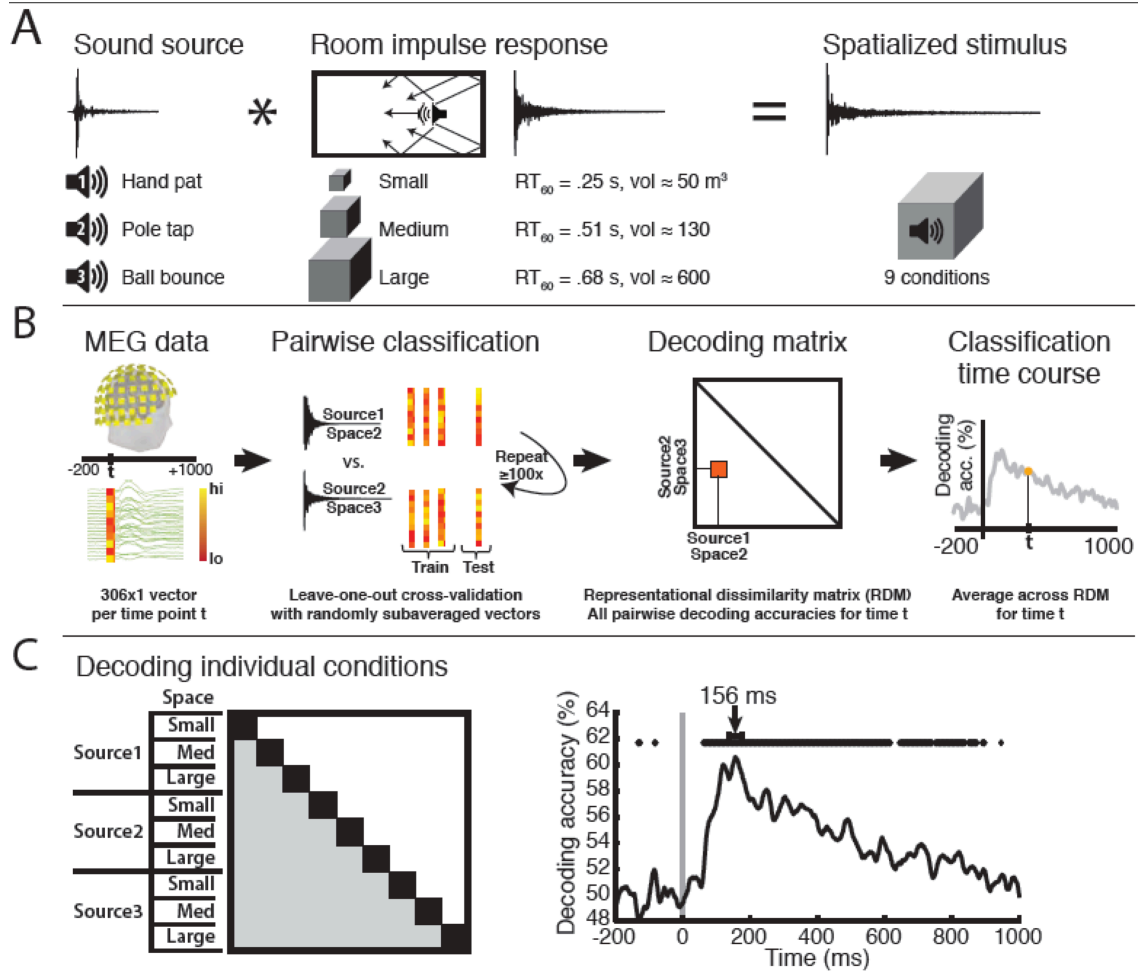 A
Sound source
Room impulse response
Spatialized stimulus
*
=
1 Hand pat
Small
RT60 = .25 s, vol ≈ 50 m³
2 Pole tap
Medium
RT60 = .51 s, vol ≈ 130
3 Ball bounce
Large
RT60 = .68 s, vol ≈ 600
9 conditions
B
MEG data
Pairwise classification
Decoding matrix
Classification
time course
-200 t +1000
hi
lo
Source1
Space2
vs.
Source2
Space3
Repeat
≥100x
Train
Test
Source2
Space3
Source1
Space2
Decoding
acc. (%)
-200 t 1000
306x1 vector
per time point t
Leave-one-out cross-validation
with randomly subaveraged vectors
Representational dissimilarity matrix (RDM)
All pairwise decoding accuracies for time t
Average across RDM
for time t
C
Decoding individual conditions
Space
Source1
Small
Med
Large
Source2
Small
Med
Large
Source3
Small
Med
Large
156 ms
Decoding accuracy (%)
64
62
60
58
56
54
52
50
48
-200 0 200 400 600 800 1000
Time (ms)